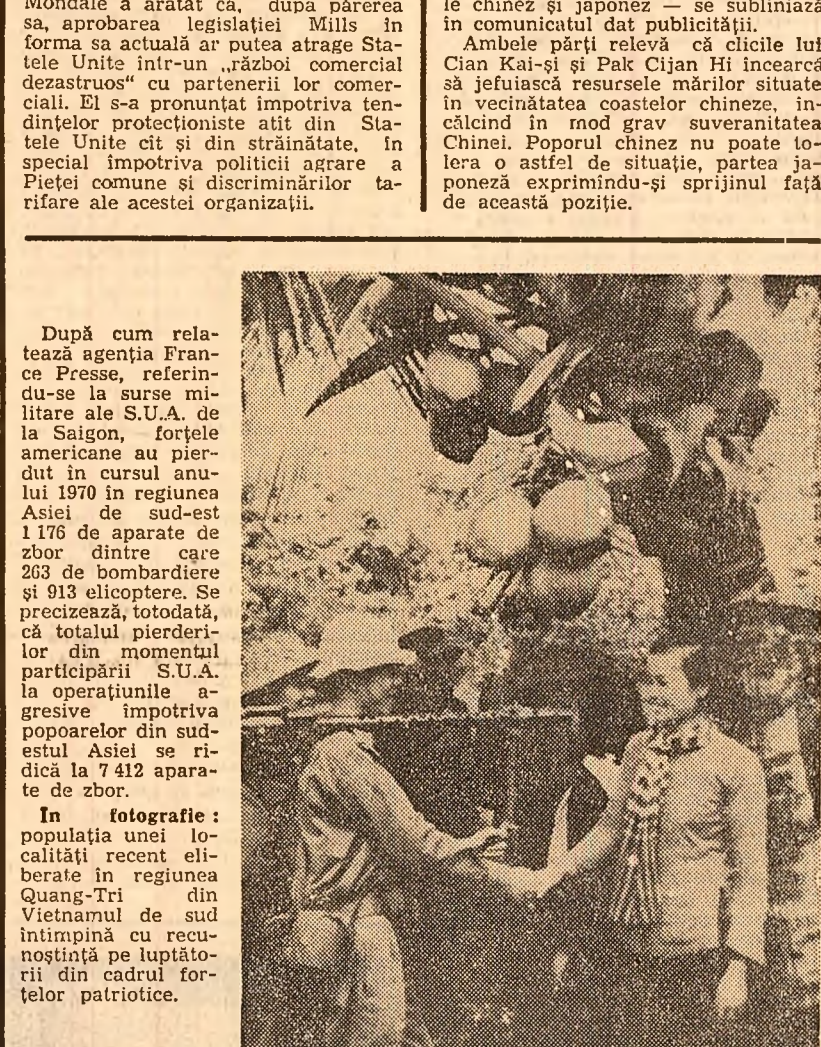 Mondale a arătat că, după părerea
sa, aprobarea legislației Mills în
forma sa actuală ar putea atrage Sta-
tele Unite într-un „război comercial
dezastruos“ cu partenerii lor comer-
ciali. El s-a pronunțat împotriva ten-
dințelor protecționiste atît din Sta-
tele Unite cît și din străinătate, în
special împotriva politicii agrare a
Pieței comune și discriminărilor ta-
rifare ale acestei organizații.
le chinez și japonez — se subliniază
în comunicatul dat publicității.
Ambele părți relevă că clicile lui
Cian Kai-și și Pak Cijan Hi încearcă
să jefuiască resursele mărilor situate
în vecinătatea coastelor chineze, în-
călcind în mod grav suveranitatea
Chinei. Poporul chinez nu poate to-
lera o astfel de situație, partea ja-
poneză exprimîndu-și sprijinul față
de această poziție.
După cum rela-
tează agenția Fran-
ce Presse, referin-
du-se la surse mi-
litare ale S.U.A. de
la Saigon, forțele
americane au pier-
dut în cursul anu-
lui 1970 în regiunea
Asiei de sud-est
1 176 de aparate de
zbor dintre care
263 de bombardiere
și 913 elicoptere. Se
precizează, totodată,
că totalul pierderi-
lor din momentul
participării S.U.A.
la operațiunile a-
gresive împotriva
popoarelor din sud-
estul Asiei se ri-
dică la 7 412 apara-
te de zbor.
In fotografie :
populația unei lo-
calități recent eli-
berate în regiunea
Quang-Tri din
Vietnamul de sud
întimpină cu recu-
noștință pe luptăto-
rii din cadrul for-
țelor patriotice.